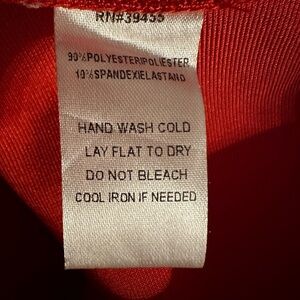 RN#39455
90%POLYESTER/POLIESTER
10%SPANDEX/ELASTANO
HAND WASH COLD
LAY FLAT TO DRY
DO NOT BLEACH
COOL IRON IF NEEDED